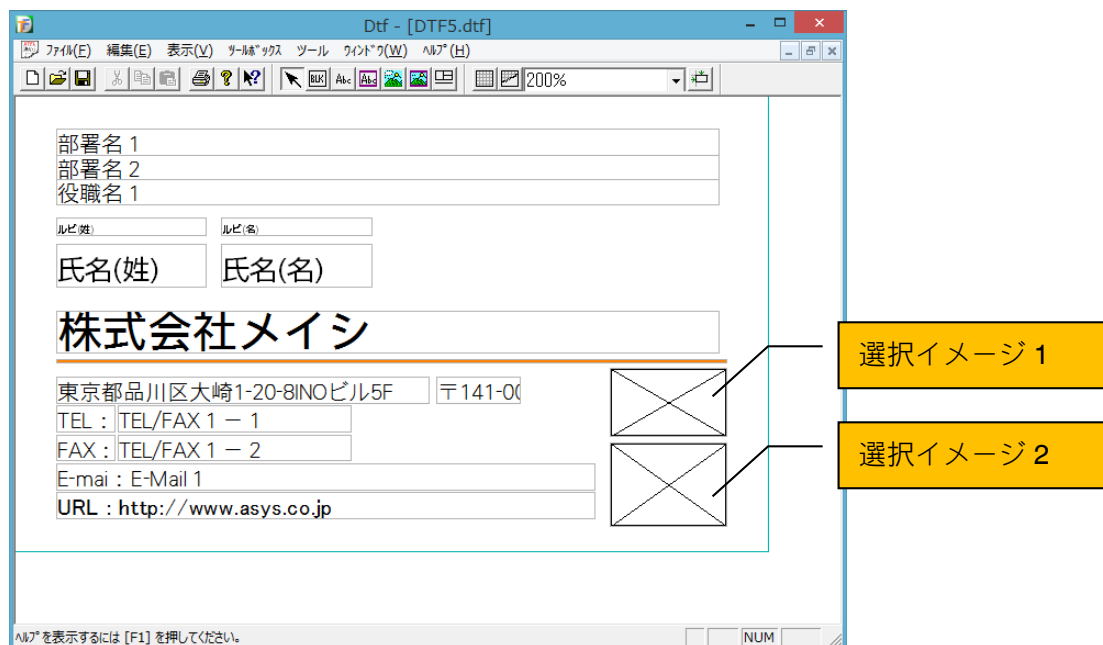 Dtf - [DTF5.dtf]
ﾌｧｲﾙ(F) 編集(E) 表示(V) ﾂｰﾙﾎﾞｯｸｽ ツール ｳｨﾝﾄﾞｳ(W) ﾍﾙﾌﾟ(H)
BLK Abc Abc 200%
部署名 1
部署名 2
役職名 1
ルビ(姓) ルビ(名)
氏名(姓) 氏名(名)
株式会社メイシ
東京都品川区大崎1-20-8INOビル5F 〒141-00
TEL : TEL/FAX 1 － 1
FAX : TEL/FAX 1 － 2
E-mai : E-Mail 1
URL : http://www.asys.co.jp
選択イメージ 1
選択イメージ 2
ﾍﾙﾌﾟを表示するには [F1] を押してください。 NUM